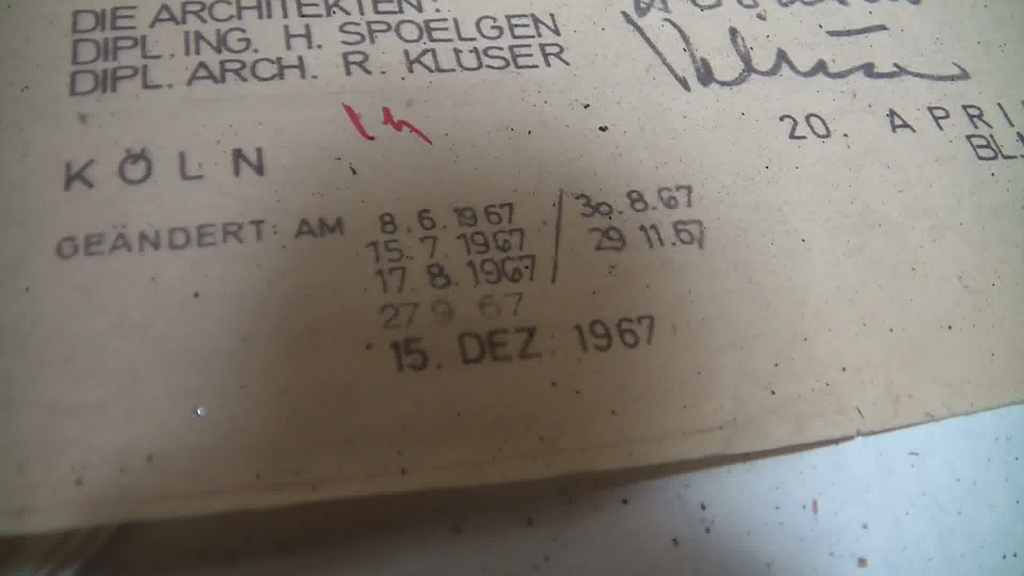 DIE ARCHITEKTEN:
DIPL. ING. H. SPOELGEN
DIPL. ARCH. R. KLÜSER
20. APRI
KÖLN
GEÄNDERT: AM 8.6.1967 / 30.8.67
15.7.1967 / 29.11.67
17.8.1967
27 9 67
15. DEZ. 1967